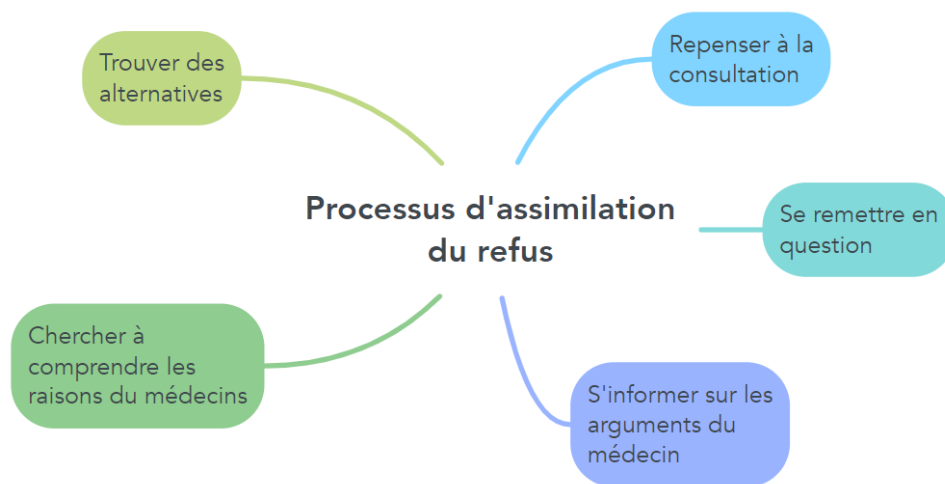 Trouver des
alternatives
Repenser à la
consultation
Processus d'assimilation
du refus
Se remettre en
question
Chercher à
comprendre les
raisons du médecins
S'informer sur les
arguments du
médecin